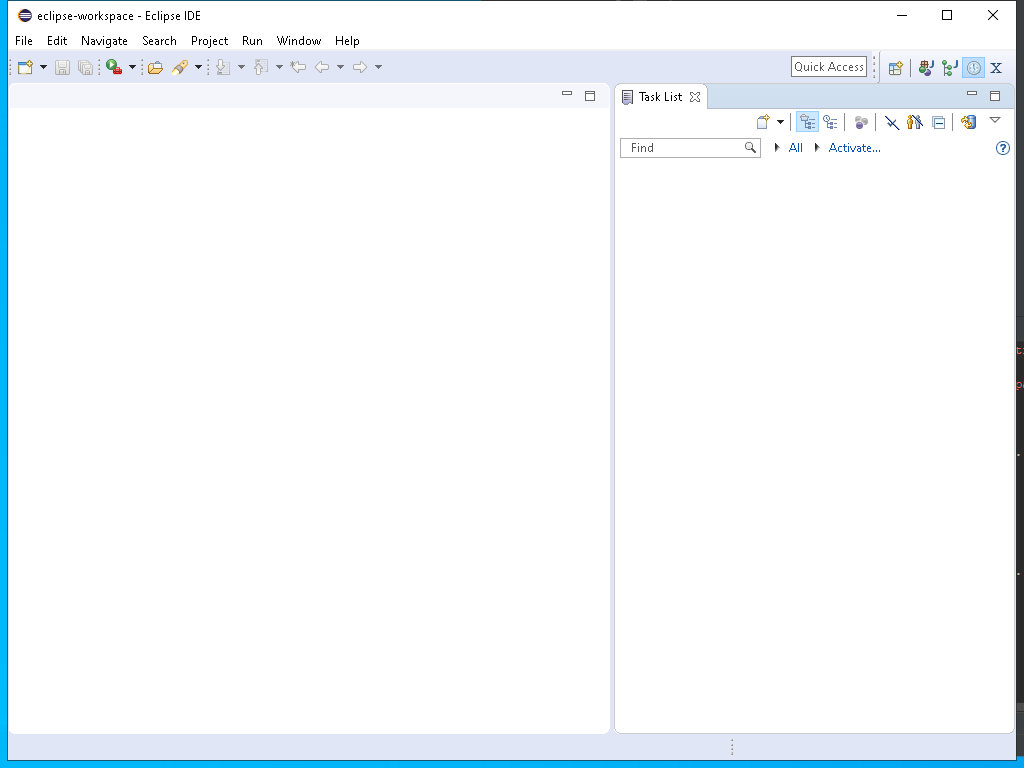 eclipse-workspace - Eclipse IDE
File Edit Navigate Search Project Run Window Help
Quick Access
X
Task List
Find All Activate...
?